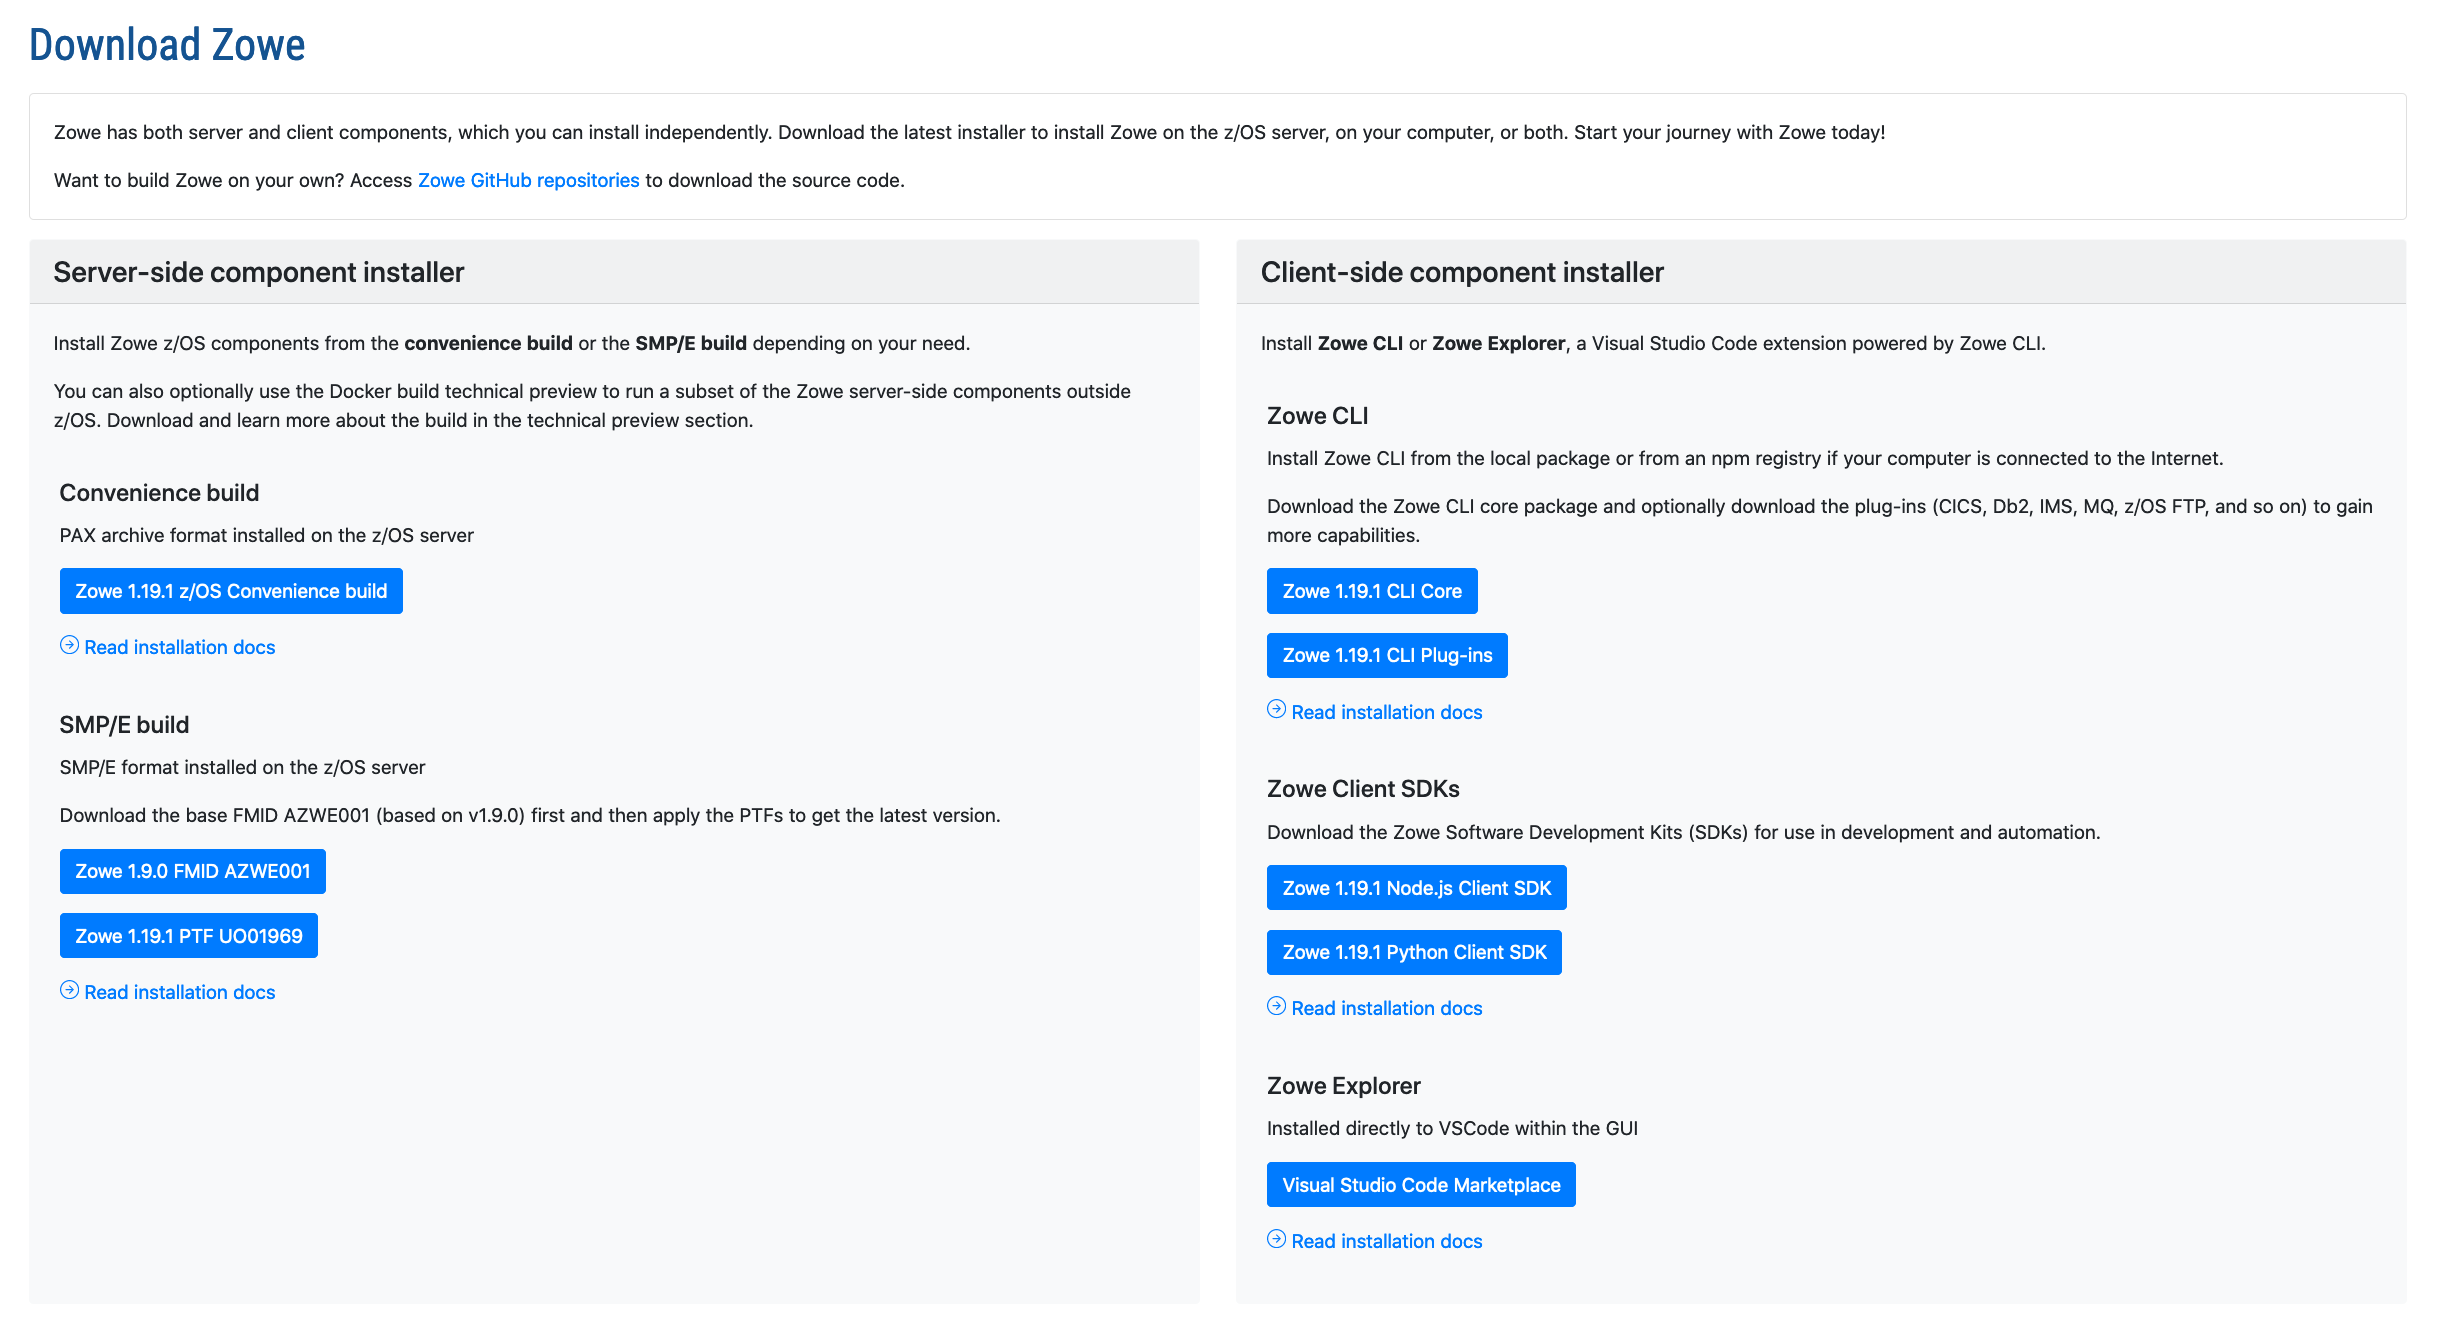 Download Zowe
Zowe has both server and client components, which you can install independently. Download the latest installer to install Zowe on the z/OS server, on your computer, or both. Start your journey with Zowe today!
Want to build Zowe on your own? Access Zowe GitHub repositories to download the source code.
Server-side component installer
Install Zowe z/OS components from the convenience build or the SMP/E build depending on your need.
You can also optionally use the Docker build technical preview to run a subset of the Zowe server-side components outside
z/OS. Download and learn more about the build in the technical preview section.
Convenience build
PAX archive format installed on the z/OS server
Zowe 1.19.1 z/OS Convenience build
Read installation docs
SMP/E build
SMP/E format installed on the z/OS server
Download the base FMID AZWE001 (based on v1.9.0) first and then apply the PTFs to get the latest version.
Zowe 1.9.0 FMID AZWE001
Zowe 1.19.1 PTF UO01969
Read installation docs
Client-side component installer
Install Zowe CLI or Zowe Explorer, a Visual Studio Code extension powered by Zowe CLI.
Zowe CLI
Install Zowe CLI from the local package or from an npm registry if your computer is connected to the Internet.
Download the Zowe CLI core package and optionally download the plug-ins (CICS, Db2, IMS, MQ, z/OS FTP, and so on) to gain
more capabilities.
Zowe 1.19.1 CLI Core
Zowe 1.19.1 CLI Plug-ins
Read installation docs
Zowe Client SDKs
Download the Zowe Software Development Kits (SDKs) for use in development and automation.
Zowe 1.19.1 Node.js Client SDK
Zowe 1.19.1 Python Client SDK
Read installation docs
Zowe Explorer
Installed directly to VSCode within the GUI
Visual Studio Code Marketplace
Read installation docs